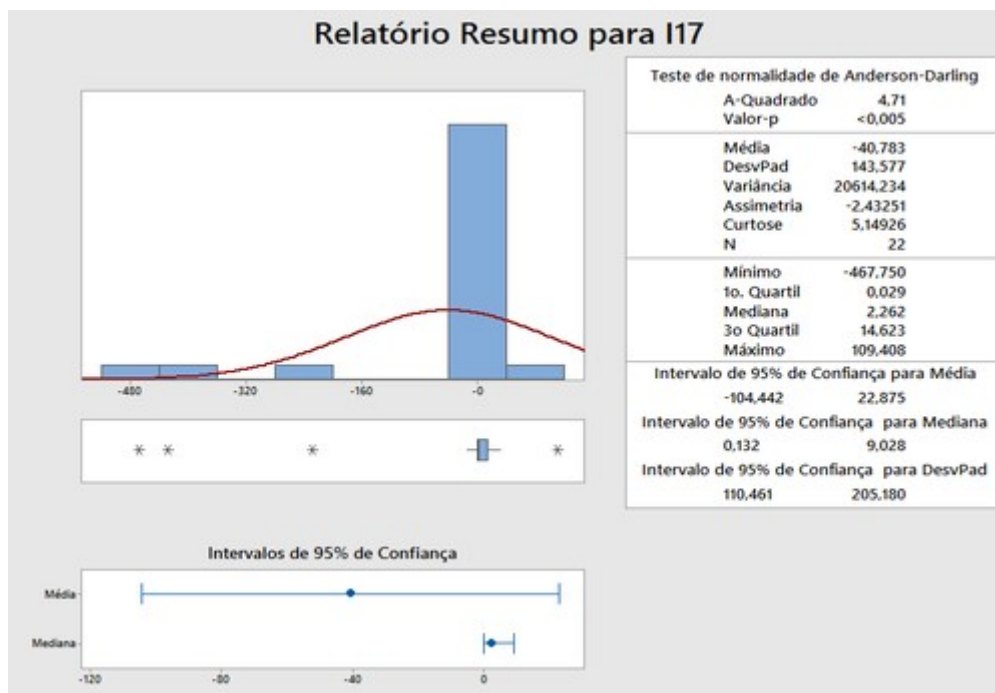 Relatório Resumo para I17
Teste de normalidade de Anderson-Darling
A-Quadrado 4,71
Valor-p <0,005
Média -40,783
DesvPad 143,577
Variância 20614,234
Assimetria -2,43251
Curtose 5,14926
N 22
Mínimo -467,750
1o. Quartil 0,029
Mediana 2,262
3o Quartil 14,623
Máximo 109,408
Intervalo de 95% de Confiança para Média
-104,442 22,875
Intervalo de 95% de Confiança para Mediana
0,132 9,028
Intervalo de 95% de Confiança para DesvPad
110,461 205,180
-480 -320 -160 -0
Intervalos de 95% de Confiança
Média
Mediana
-120 -80 -40 0